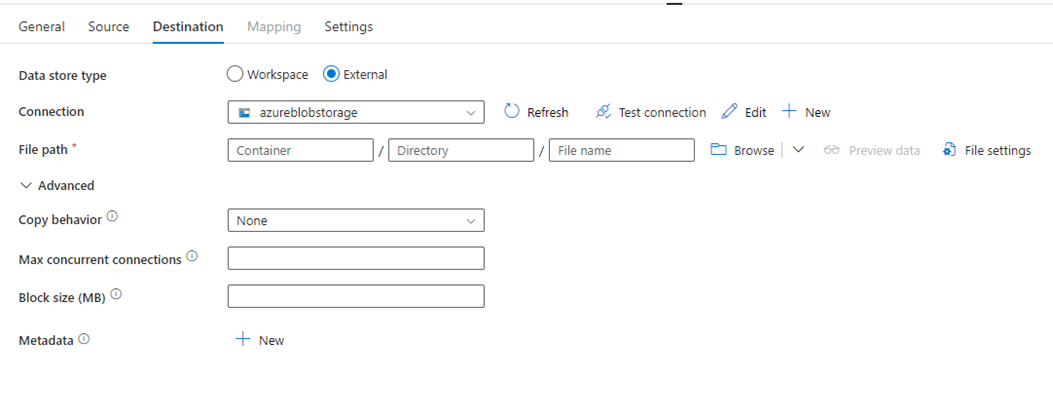 General Source Destination Mapping Settings
Data store type Workspace External
Connection azureblobstorage Refresh Test connection Edit New
File path * Container / Directory / File name Browse Preview data File settings
Advanced
Copy behavior None
Max concurrent connections
Block size (MB)
Metadata New